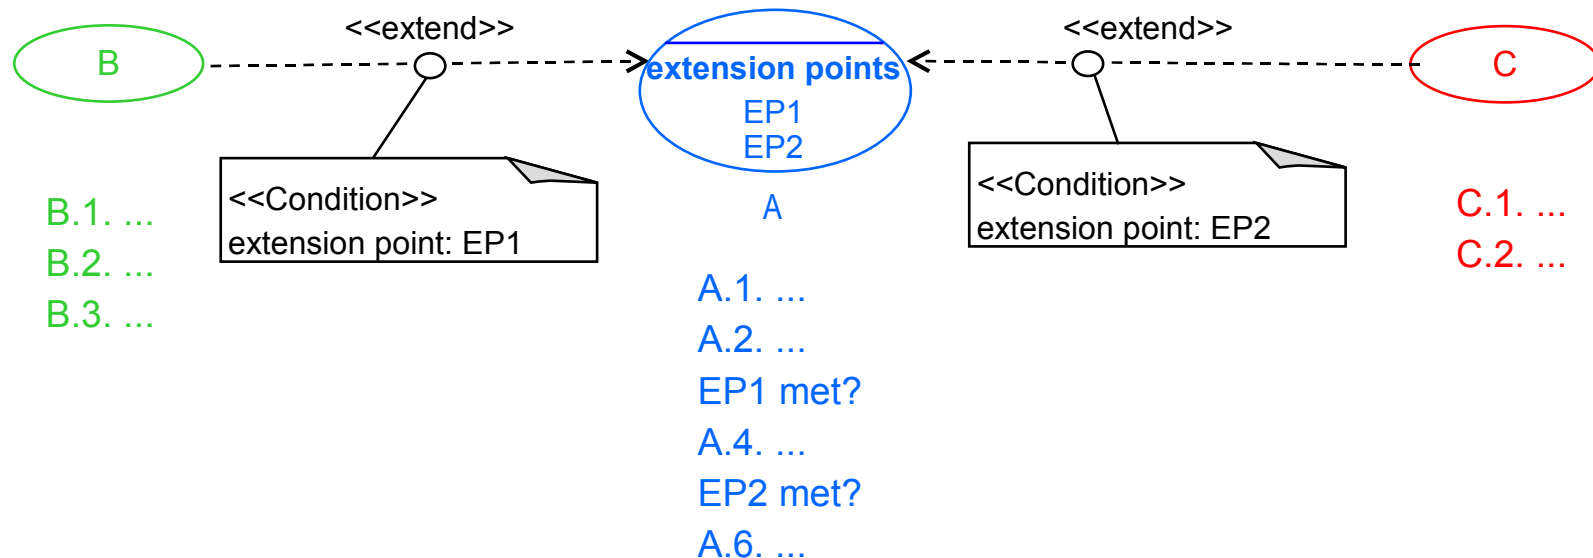 <<extend>>
<<extend>>
B
extension points
C
EP1
EP2
<<Condition>>
extension point: EP1
A
<<Condition>>
extension point: EP2
B.1. ...
B.2. ...
B.3. ...
C.1. ...
C.2. ...
A.1. ...
A.2. ...
EP1 met?
A.4. ...
EP2 met?
A.6. ...